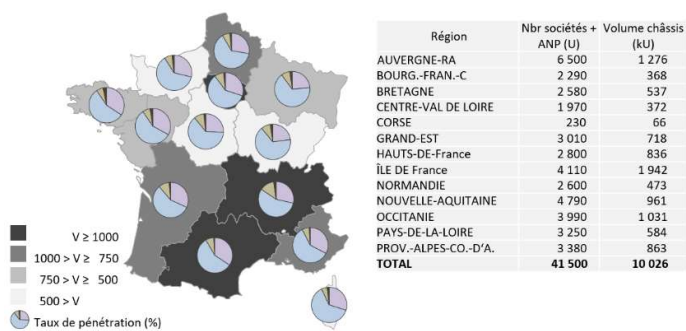 V ≥ 1000
1000 > V ≥ 750
750 > V ≥ 500
500 > V
Taux de pénétration (%)
Région Nbr sociétés + ANP (U) Volume châssis (kU)
AUVERGNE-RA 6 500 1 276
BOURG.-FRAN.-C 2 290 368
BRETAGNE 2 580 537
CENTRE-VAL DE LOIRE 1 970 372
CORSE 230 66
GRAND-EST 3 010 718
HAUTS-DE-France 2 800 836
ÎLE DE France 4 110 1 942
NORMANDIE 2 600 473
NOUVELLE-AQUITAINE 4 790 961
OCCITANIE 3 990 1 031
PAYS-DE-LA-LOIRE 3 250 584
PROV.-ALPES-CO.-D'A. 3 380 863
TOTAL 41 500 10 026